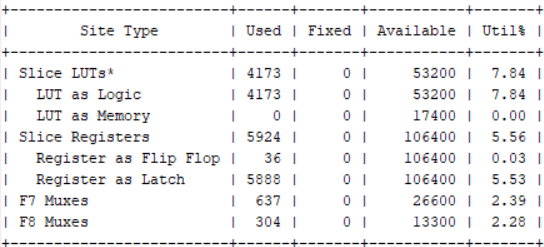 +-------------------------+------+-------+-----------+-------+
| Site Type | Used | Fixed | Available | Util% |
+-------------------------+------+-------+-----------+-------+
| Slice LUTs* | 4173 | 0 | 53200 | 7.84 |
| LUT as Logic | 4173 | 0 | 53200 | 7.84 |
| LUT as Memory | 0 | 0 | 17400 | 0.00 |
| Slice Registers | 5924 | 0 | 106400 | 5.56 |
| Register as Flip Flop | 36 | 0 | 106400 | 0.03 |
| Register as Latch | 5888 | 0 | 106400 | 5.53 |
| F7 Muxes | 637 | 0 | 26600 | 2.39 |
| F8 Muxes | 304 | 0 | 13300 | 2.28 |
+-------------------------+------+-------+-----------+-------+